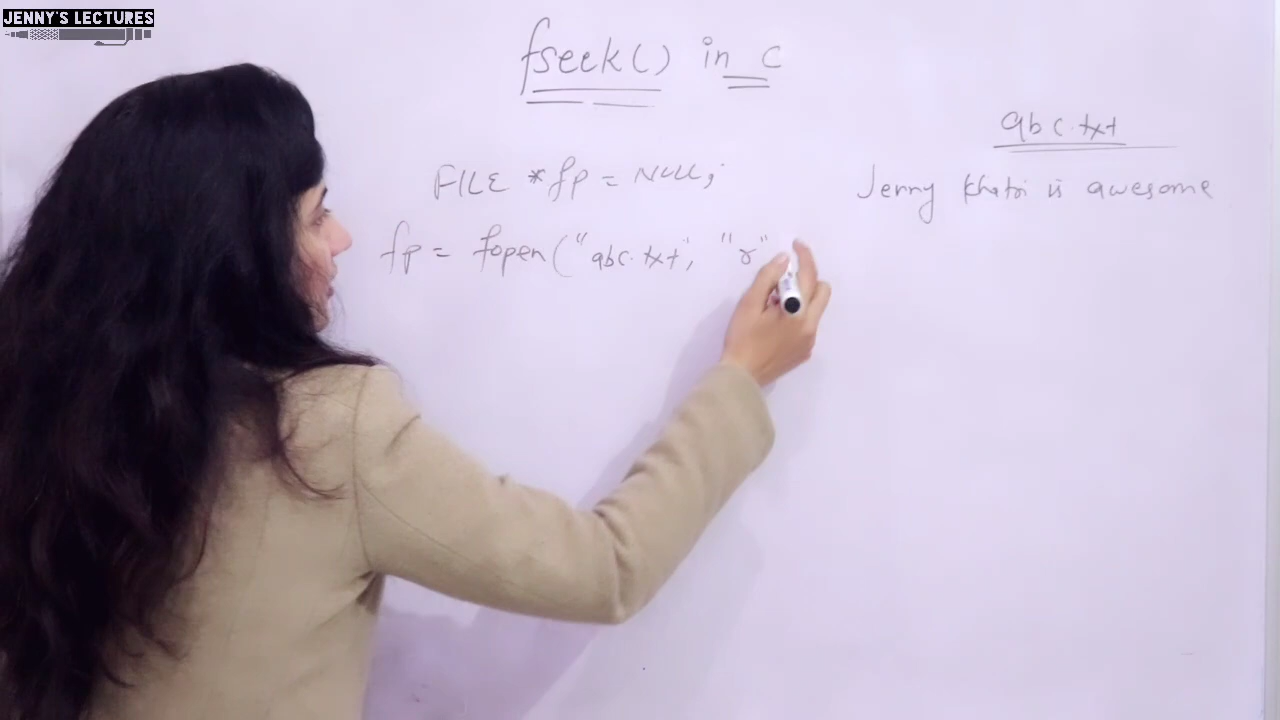 JENNY'S LECTURES
fseek() in C
abc.txt
FILE *fp = NULL;
Jenny Khatri is awesome
fp = fopen("abc.txt", "r"